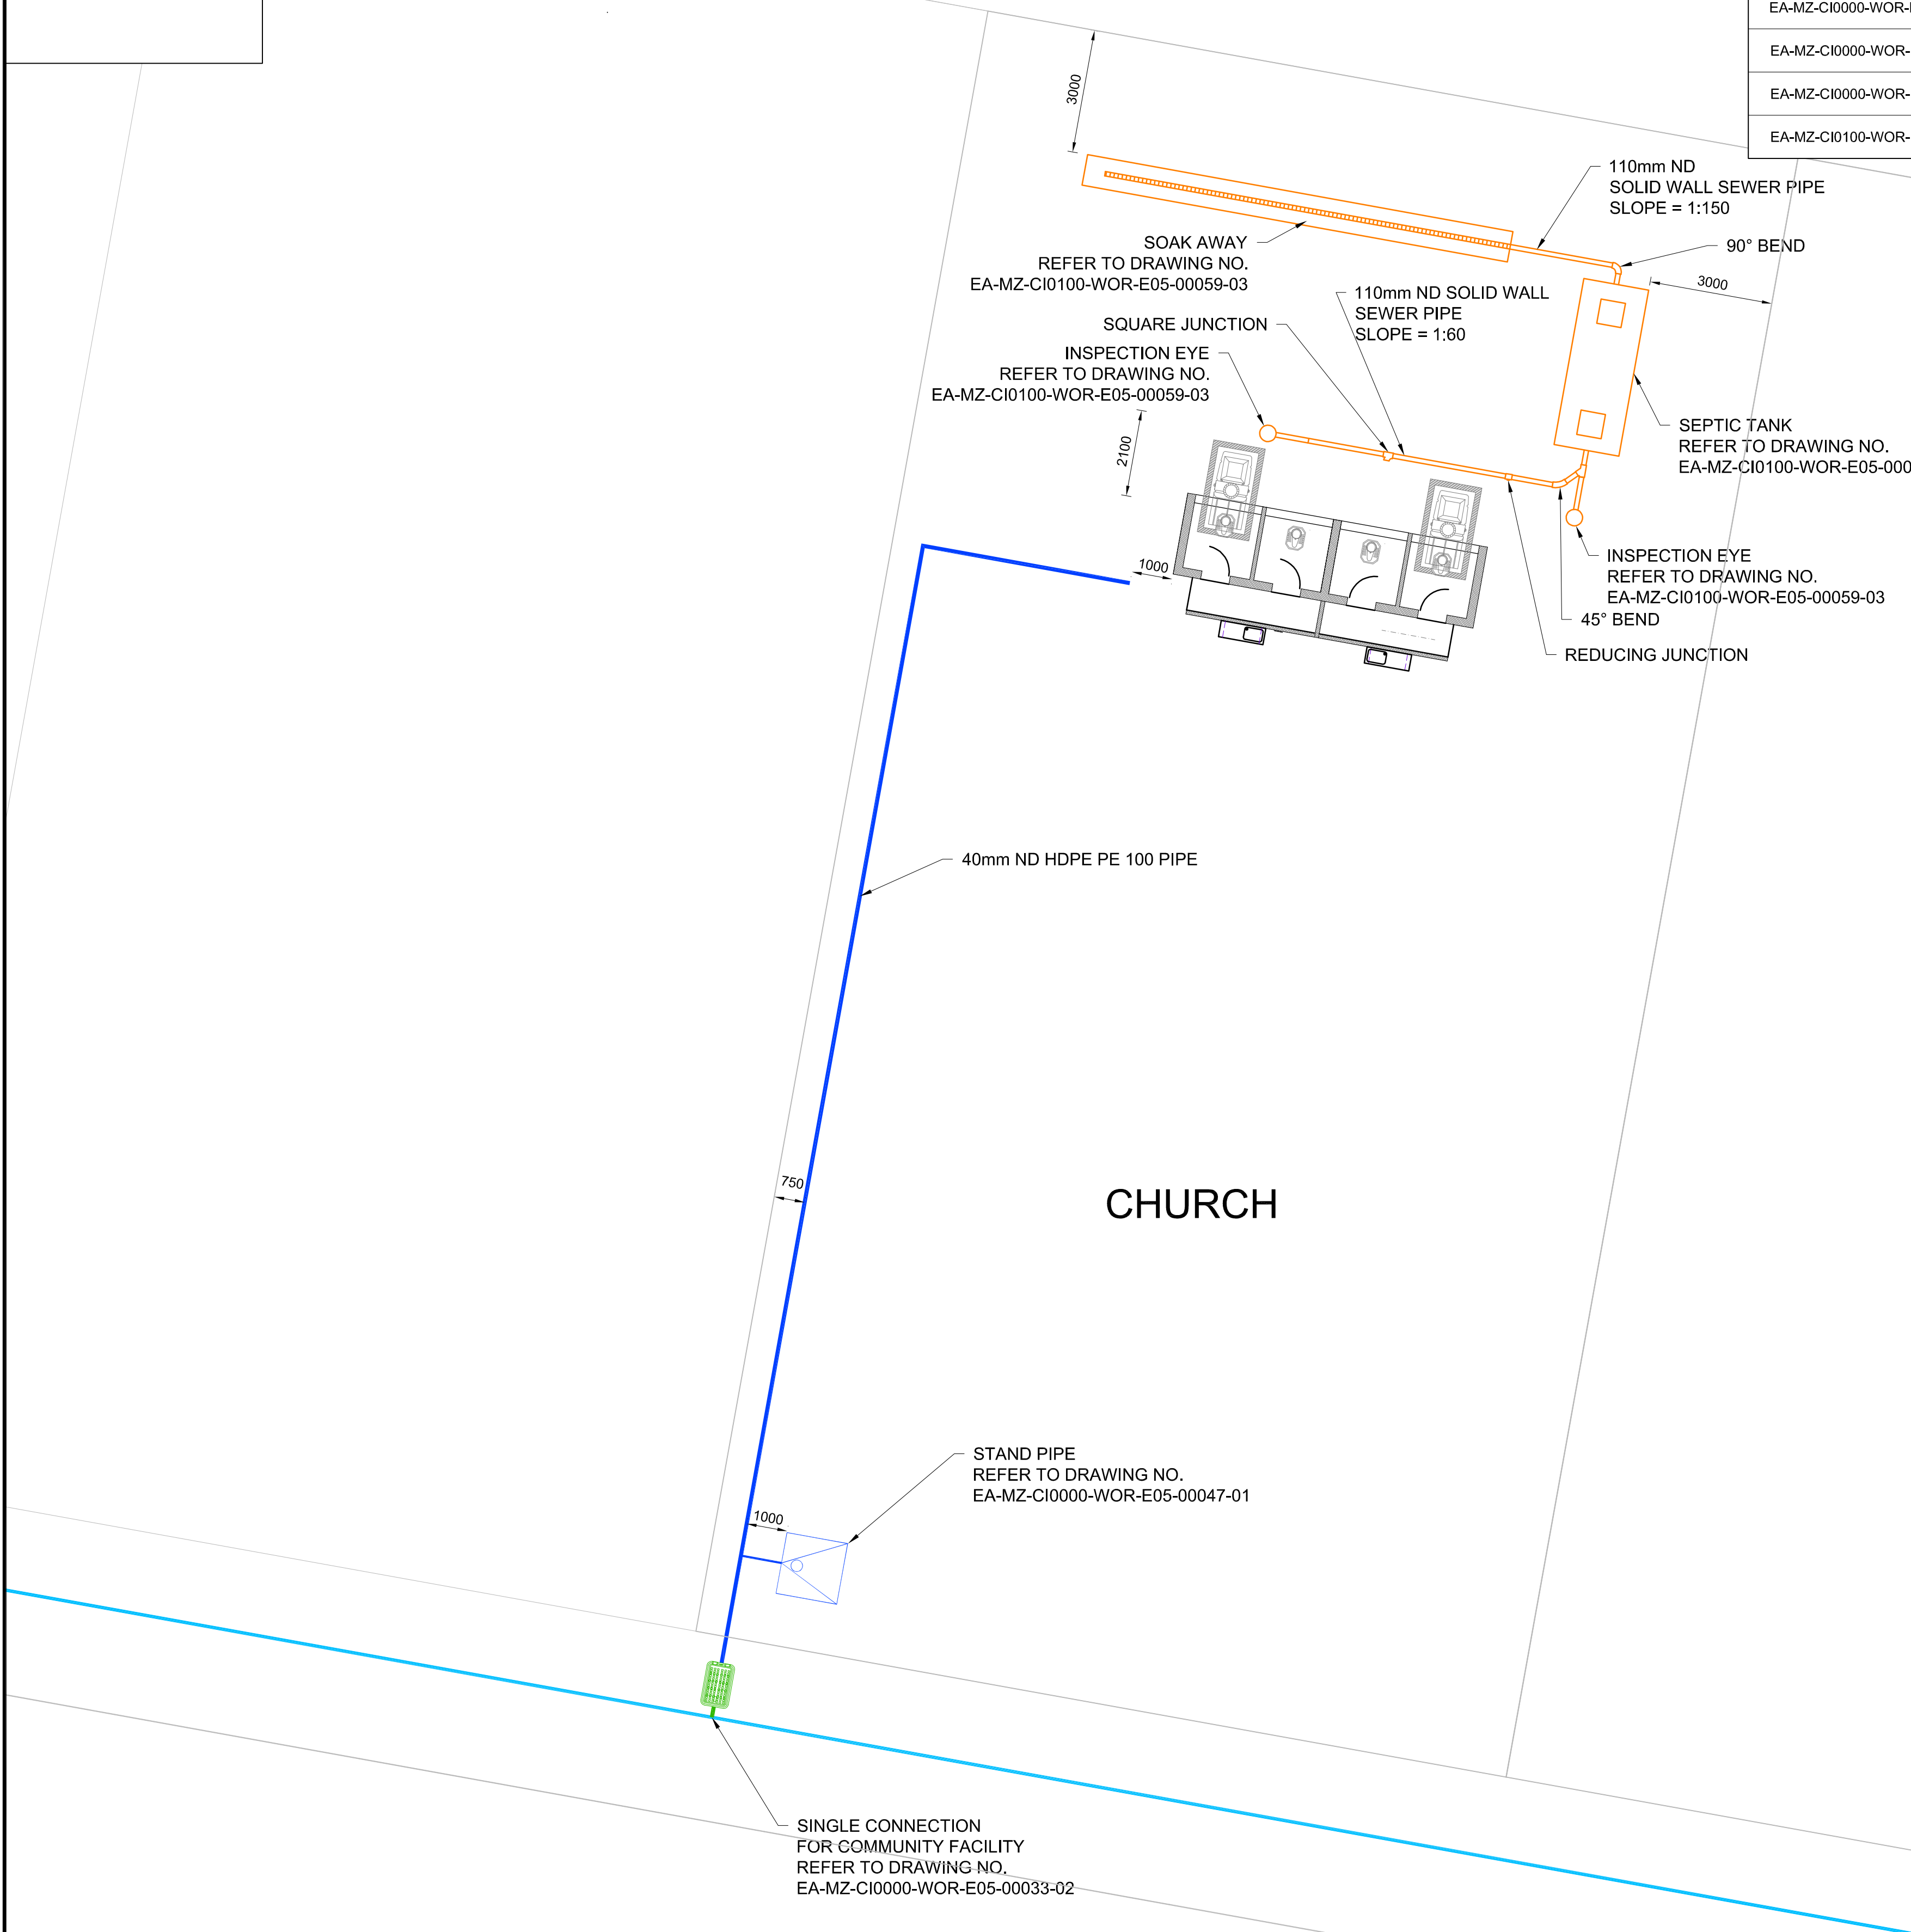 EA-MZ-CI0000-WOR-
EA-MZ-CI0000-WOR-
EA-MZ-CI0000-WOR-
EA-MZ-CI0100-WOR-
3000
110mm ND
SOLID WALL SEWER PIPE
SLOPE = 1:150
90° BEND
3000
SOAK AWAY
REFER TO DRAWING NO.
EA-MZ-CI0100-WOR-E05-00059-03
110mm ND SOLID WALL
SEWER PIPE
SLOPE = 1:60
SQUARE JUNCTION
INSPECTION EYE
REFER TO DRAWING NO.
EA-MZ-CI0100-WOR-E05-00059-03
2100
SEPTIC TANK
REFER TO DRAWING NO.
EA-MZ-CI0100-WOR-E05-000
1000
INSPECTION EYE
REFER TO DRAWING NO.
EA-MZ-CI0100-WOR-E05-00059-03
45° BEND
REDUCING JUNCTION
40mm ND HDPE PE 100 PIPE
750
CHURCH
STAND PIPE
REFER TO DRAWING NO.
EA-MZ-CI0000-WOR-E05-00047-01
1000
SINGLE CONNECTION
FOR COMMUNITY FACILITY
REFER TO DRAWING NO.
EA-MZ-CI0000-WOR-E05-00033-02